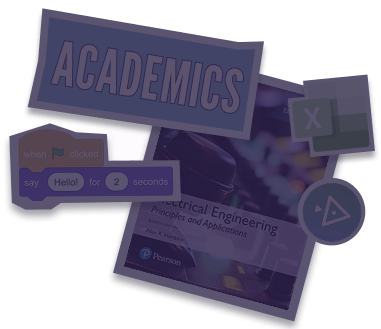 ACADEMICS
X
when clicked
say Hello! for 2 seconds
Electrical Engineering
Principles and Applications
Pearson